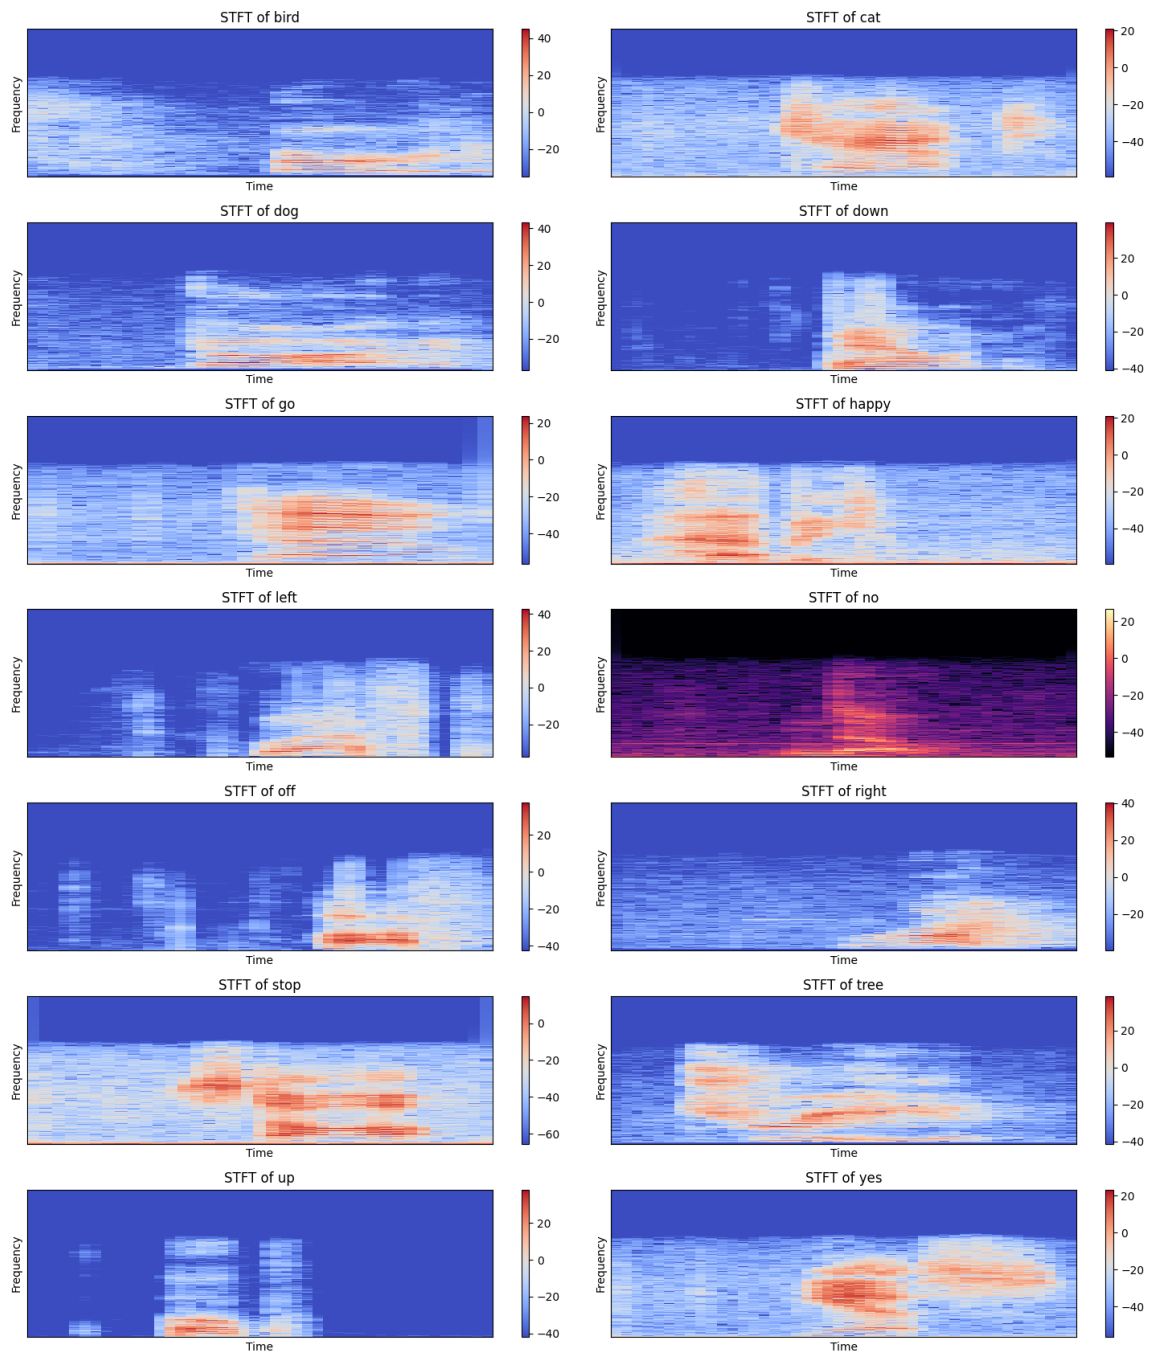 STFT of bird
Frequency
Time
40
20
0
−20
STFT of cat
Frequency
Time
20
0
−20
−40
STFT of dog
Frequency
Time
40
20
0
−20
STFT of down
Frequency
Time
20
0
−20
−40
STFT of go
Frequency
Time
20
0
−20
−40
STFT of happy
Frequency
Time
20
0
−20
−40
STFT of left
Frequency
Time
40
20
0
−20
STFT of no
Frequency
Time
20
0
−20
−40
STFT of off
Frequency
Time
20
0
−20
−40
STFT of right
Frequency
Time
40
20
0
−20
STFT of stop
Frequency
Time
0
−20
−40
−60
STFT of tree
Frequency
Time
20
0
−20
−40
STFT of up
Frequency
Time
20
0
−20
−40
STFT of yes
Frequency
Time
20
0
−20
−40